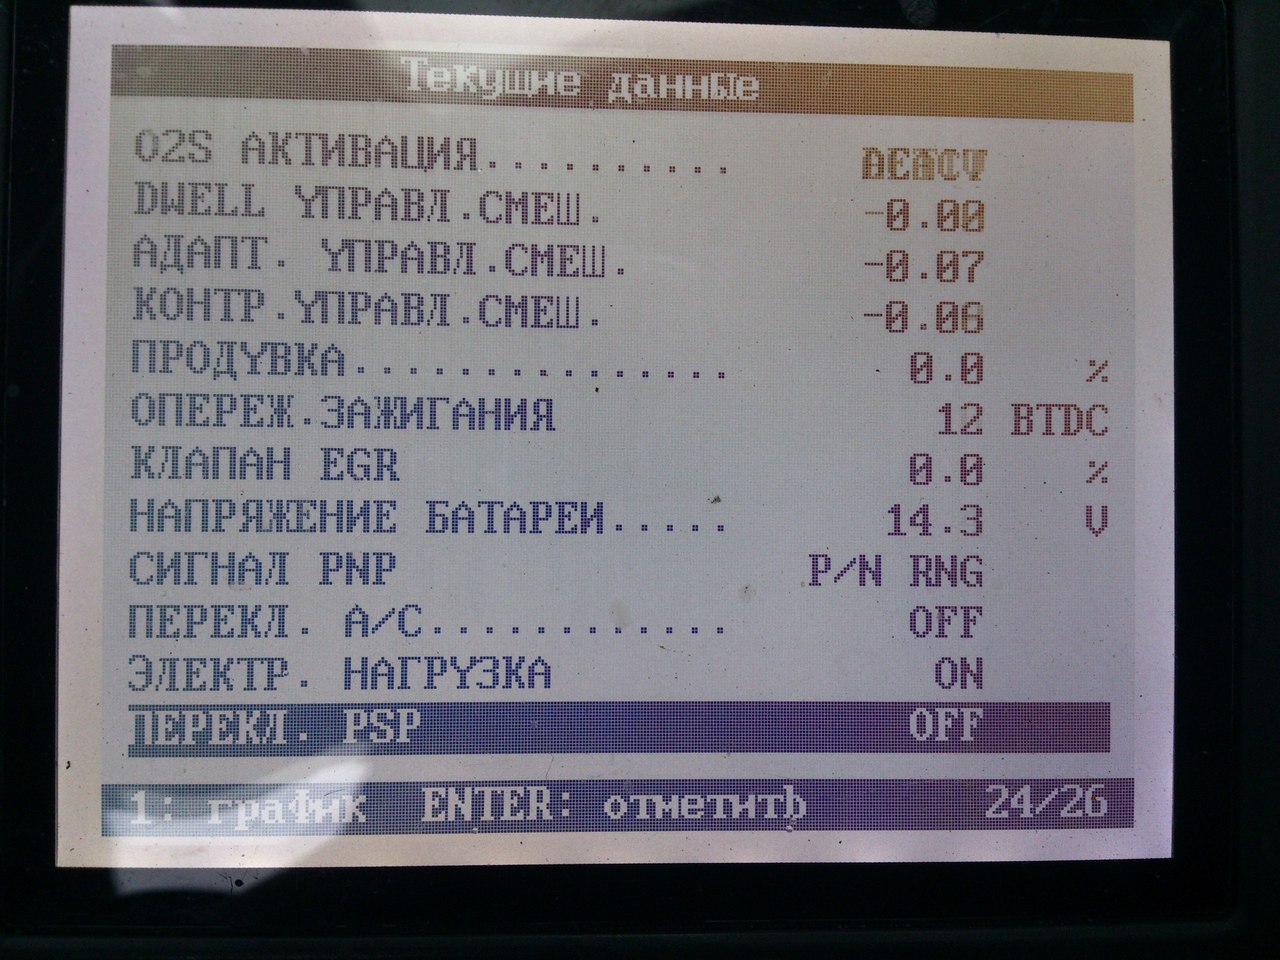 Текущие данные
O2S АКТИВАЦИЯ..........
DWELL УПРАВЛ.СМЕШ. -0.00
АДАПТ. УПРАВЛ.СМЕШ. -0.07
КОНТР.УПРАВЛ.СМЕШ. -0.06
ПРОДУВКА............... 0.0 %
ОПЕРЕЖ.ЗАЖИГАНИЯ 12 BTDC
КЛАПАН EGR 0.0 %
НАПРЯЖЕНИЕ БАТАРЕИ..... 14.3 V
СИГНАЛ PNP P/N RNG
ПЕРЕКЛ. A/C............ OFF
ЭЛЕКТР. НАГРУЗКА ON
ПЕРЕКЛ. PSP OFF
1: график ENTER: отметить 24/26